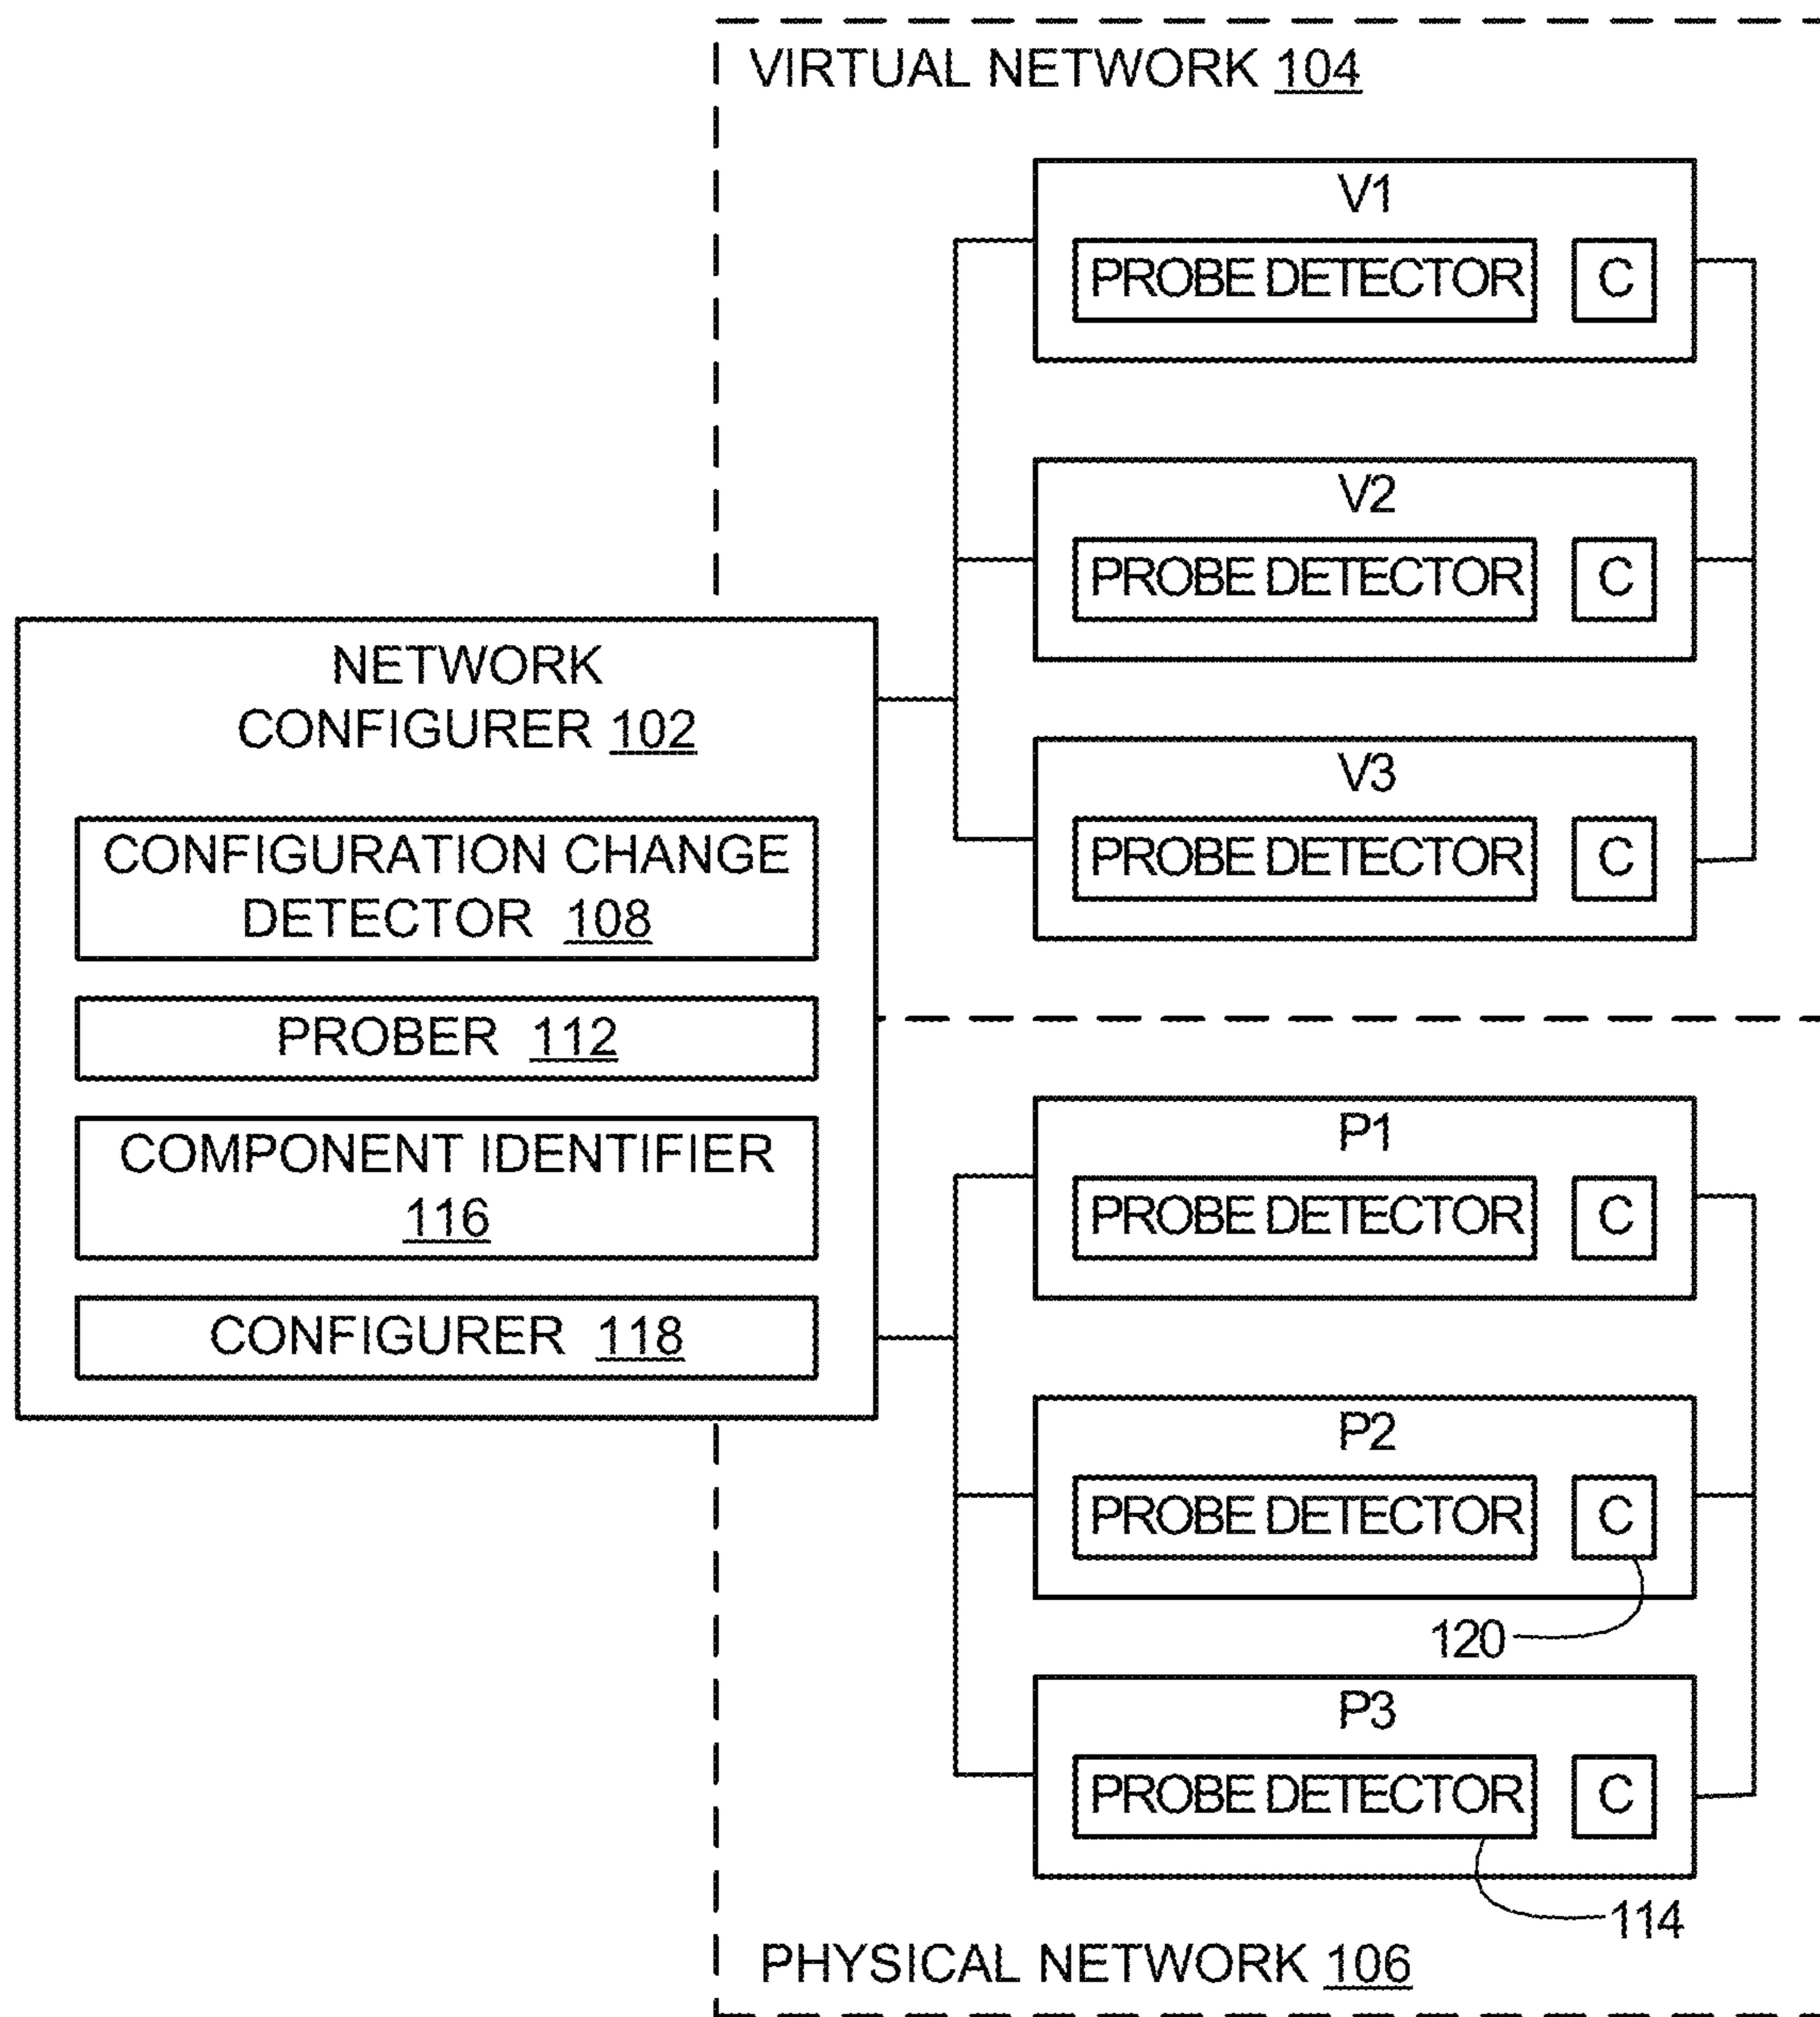 VIRTUAL NETWORK 104
V1
PROBE DETECTOR C
V2
PROBE DETECTOR C
V3
PROBE DETECTOR C
NETWORK
CONFIGURER 102
CONFIGURATION CHANGE
DETECTOR 108
PROBER 112
COMPONENT IDENTIFIER
116
CONFIGURER 118
P1
PROBE DETECTOR C
P2
PROBE DETECTOR C
120
P3
PROBE DETECTOR C
114
PHYSICAL NETWORK 106